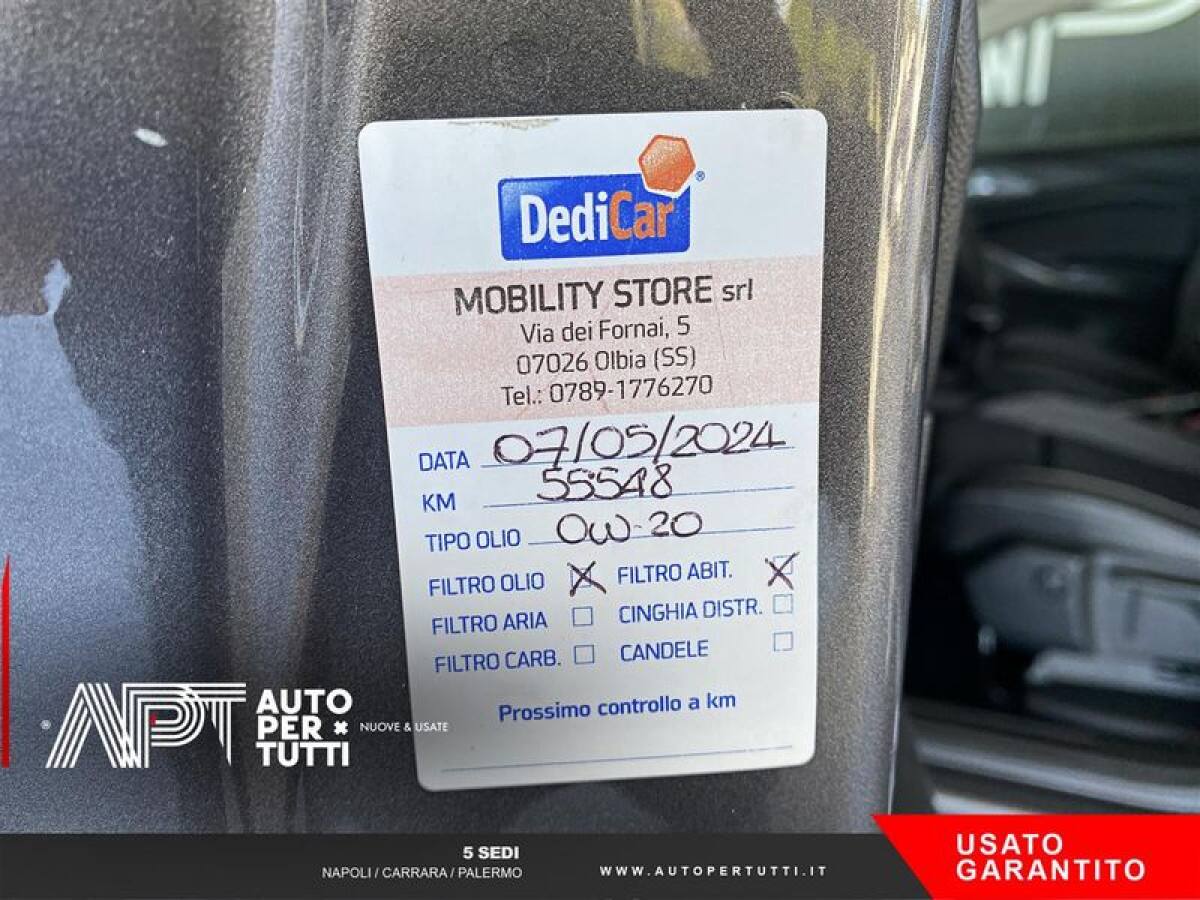 DediCar®
MOBILITY STORE srl
Via dei Fornai, 5
07026 Olbia (SS)
Tel.: 0789-1776270
DATA 07/05/2024
KM 55548
TIPO OLIO 0W-20
FILTRO OLIO X FILTRO ABIT. X
FILTRO ARIA CINGHIA DISTR.
FILTRO CARB. CANDELE
Prossimo controllo a km
® APT AUTO
PER
TUTTI
NUOVE & USATE
5 SEDI
NAPOLI / CARRARA / PALERMO
WWW.AUTOPERTUTTI.IT
USATO
GARANTITO